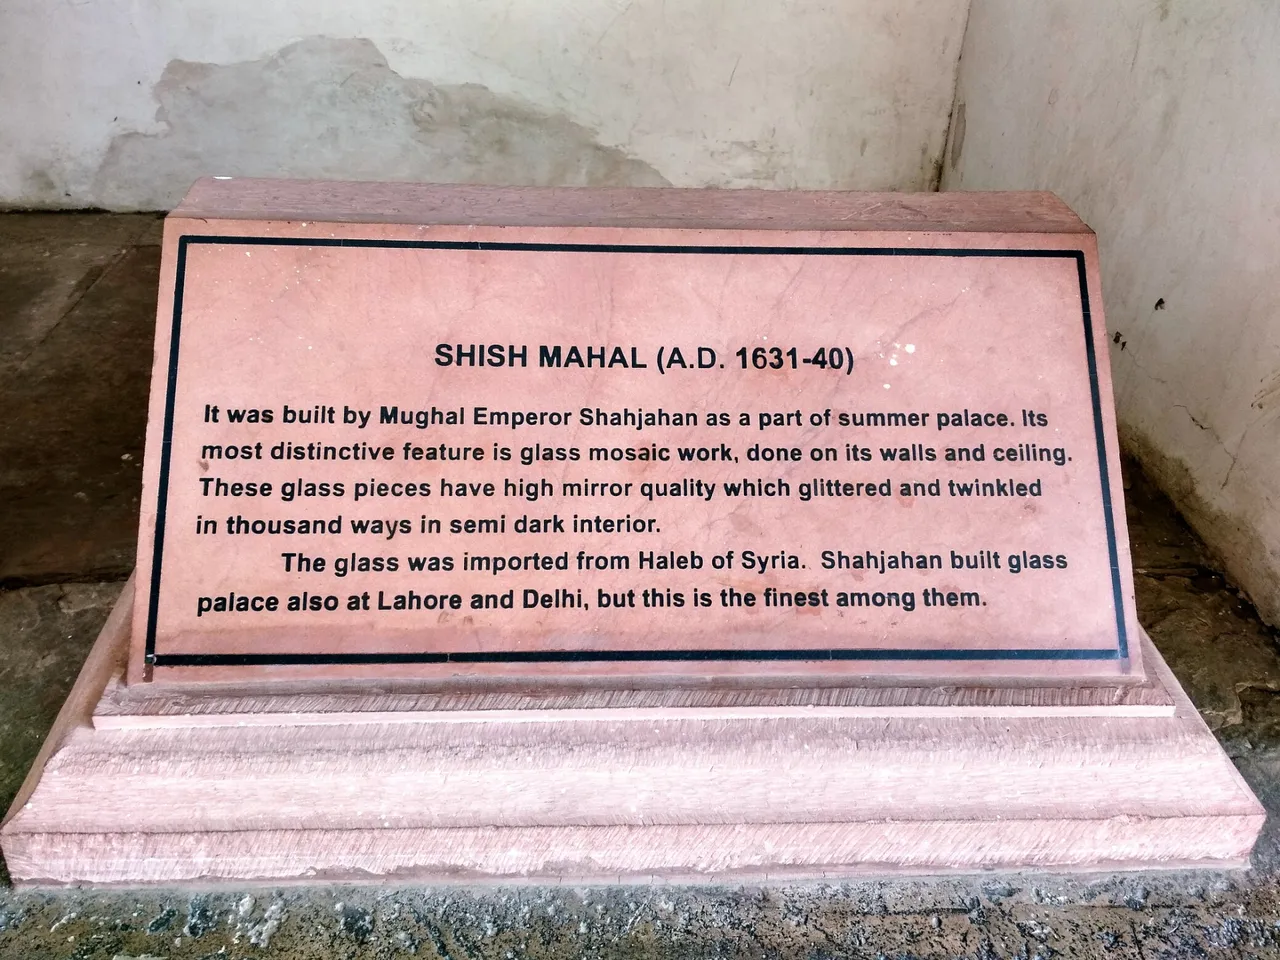 SHISH MAHAL (A.D. 1631-40)
It was built by Mughal Emperor Shahjahan as a part of summer palace. Its
most distinctive feature is glass mosaic work, done on its walls and ceiling.
These glass pieces have high mirror quality which glittered and twinkled
in thousand ways in semi dark interior.
The glass was imported from Haleb of Syria. Shahjahan built glass
palace also at Lahore and Delhi, but this is the finest among them.